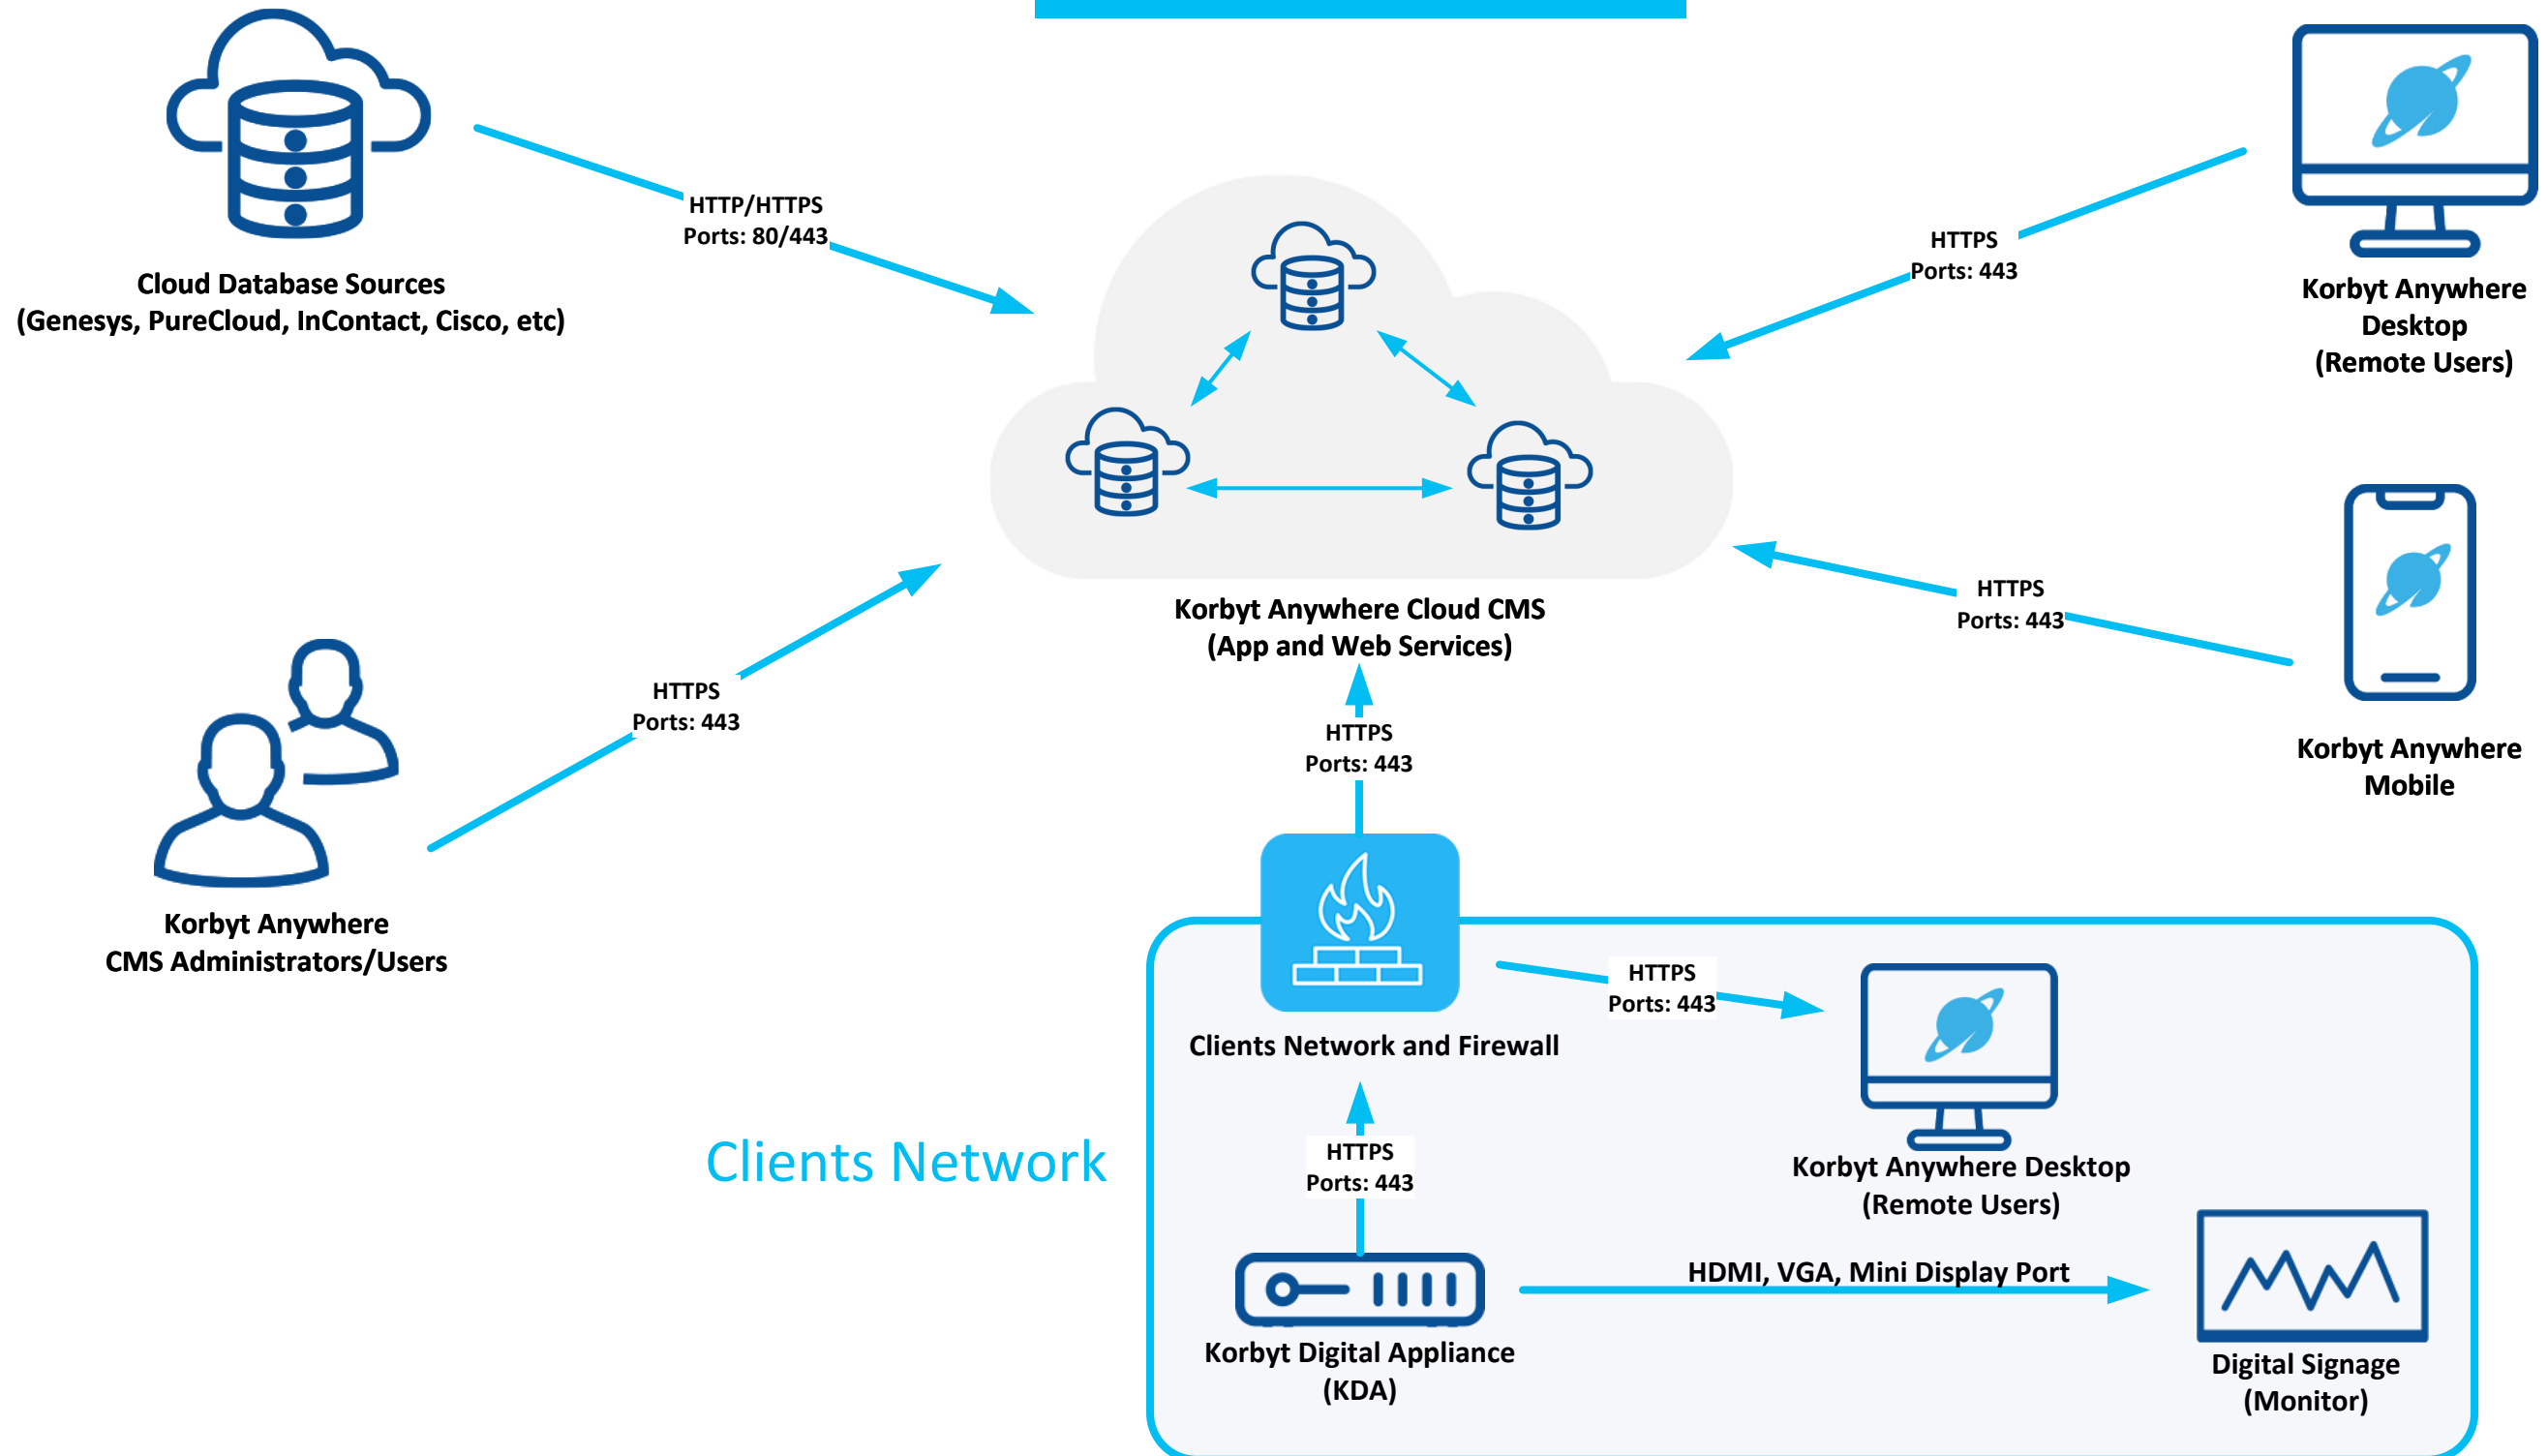 HTTP/HTTPS
Ports: 80/443
Cloud Database Sources
(Genesys, PureCloud, InContact, Cisco, etc)
HTTPS
Ports: 443
Korbyt Anywhere
Desktop
(Remote Users)
Korbyt Anywhere Cloud CMS
(App and Web Services)
HTTPS
Ports: 443
Korbyt Anywhere
Mobile
HTTPS
Ports: 443
Korbyt Anywhere
CMS Administrators/Users
HTTPS
Ports: 443
Clients Network and Firewall
HTTPS
Ports: 443
Korbyt Anywhere Desktop
(Remote Users)
Clients Network
HTTPS
Ports: 443
HDMI, VGA, Mini Display Port
Korbyt Digital Appliance
(KDA)
Digital Signage
(Monitor)